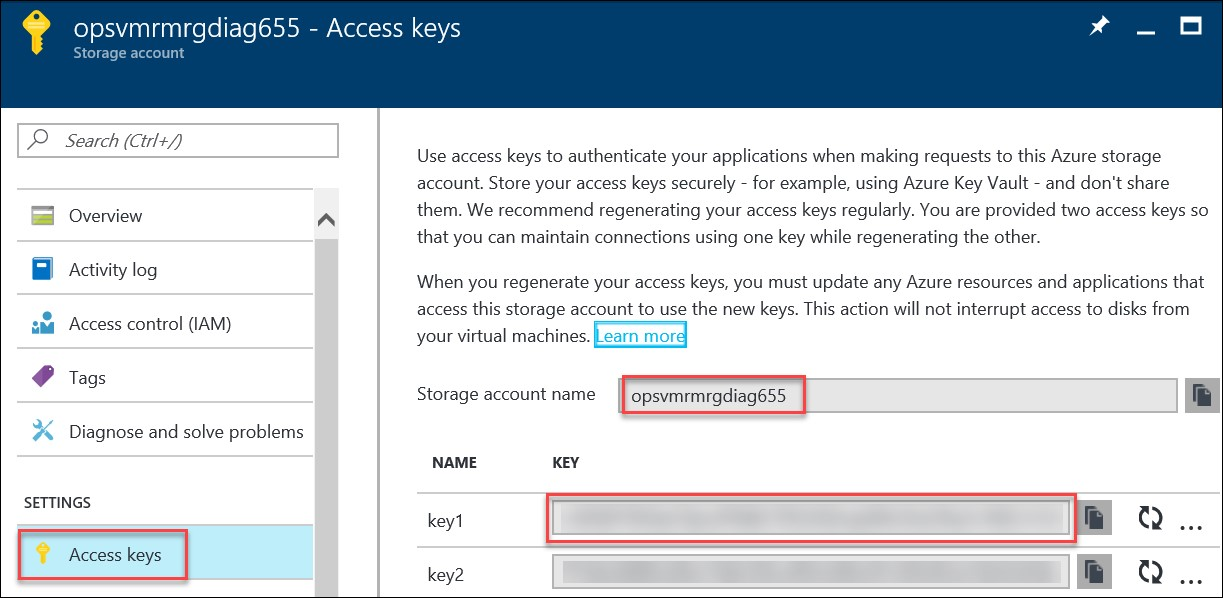 opsvmrmrgdiag655 - Access keys
Storage account
Search (Ctrl+/)
Overview
Activity log
Access control (IAM)
Tags
Diagnose and solve problems
SETTINGS
Access keys
Use access keys to authenticate your applications when making requests to this Azure storage
account. Store your access keys securely - for example, using Azure Key Vault - and don't share
them. We recommend regenerating your access keys regularly. You are provided two access keys so
that you can maintain connections using one key while regenerating the other.
When you regenerate your access keys, you must update any Azure resources and applications that
access this storage account to use the new keys. This action will not interrupt access to disks from
your virtual machines. Learn more
Storage account name opsvmrmrgdiag655
NAME KEY
key1 ...
key2 ...